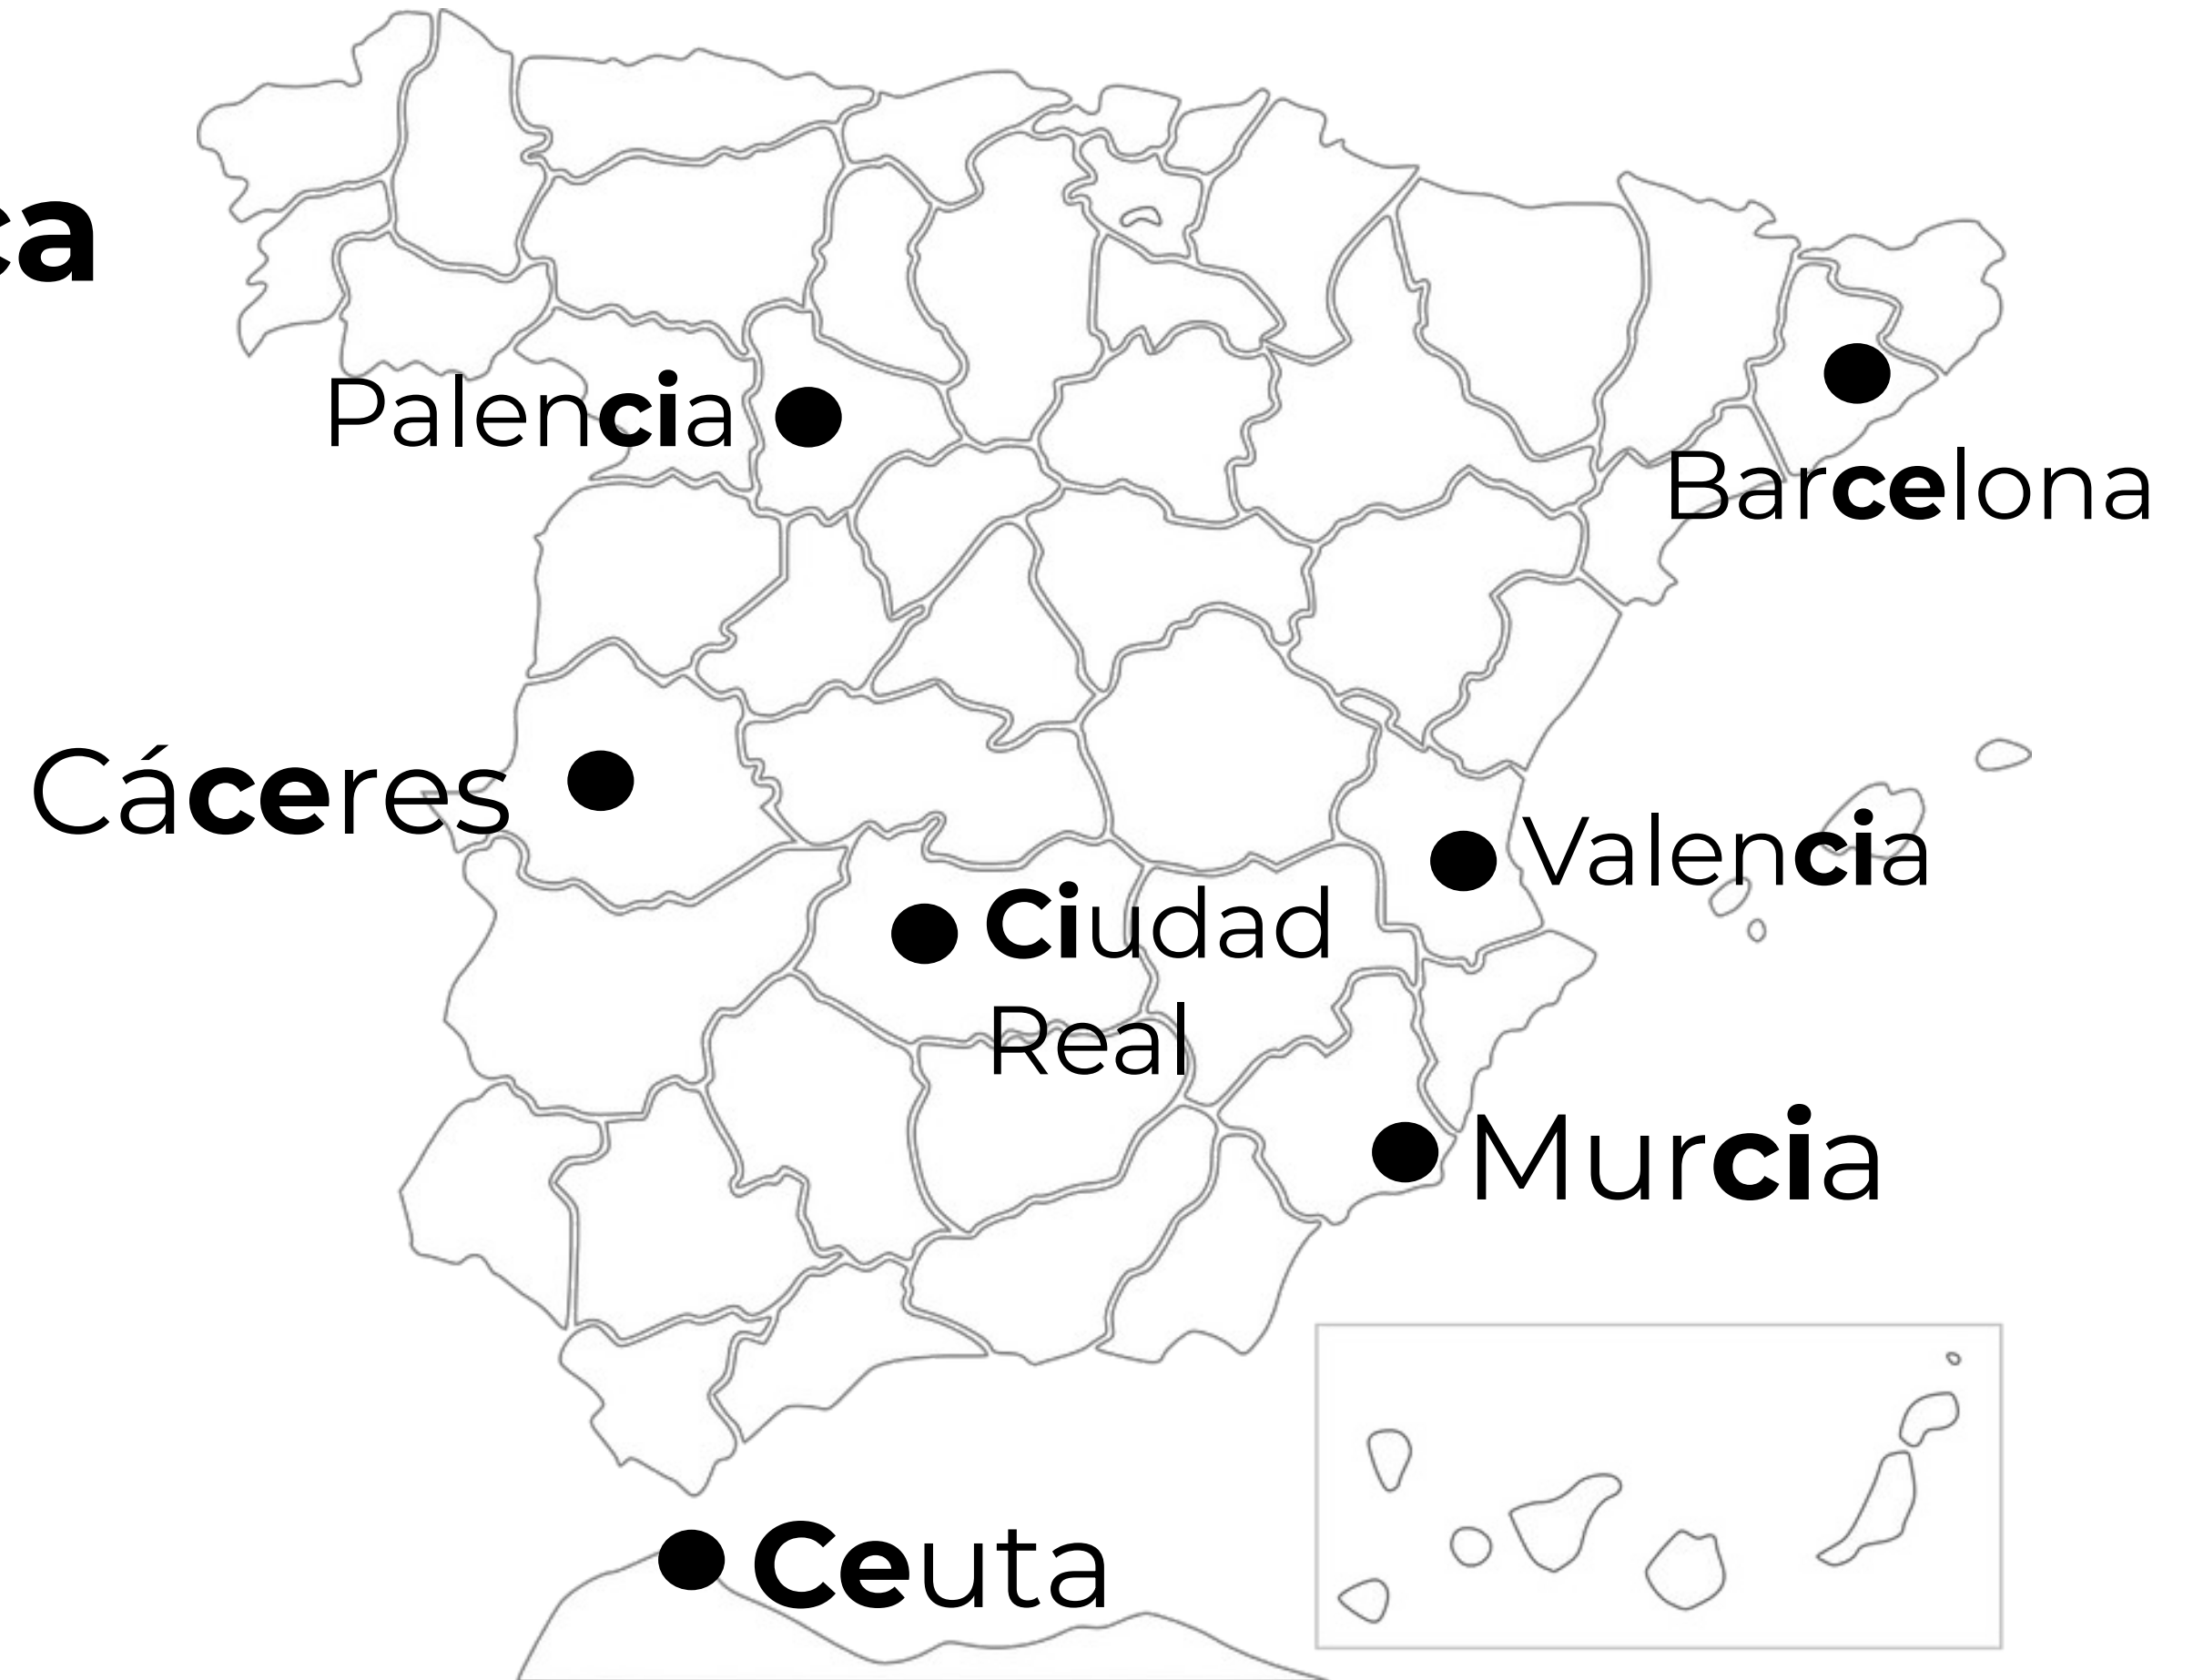 ca
Palencia
Barcelona
Cáceres
Valencia
Ciudad
Real
Murcia
Ceuta